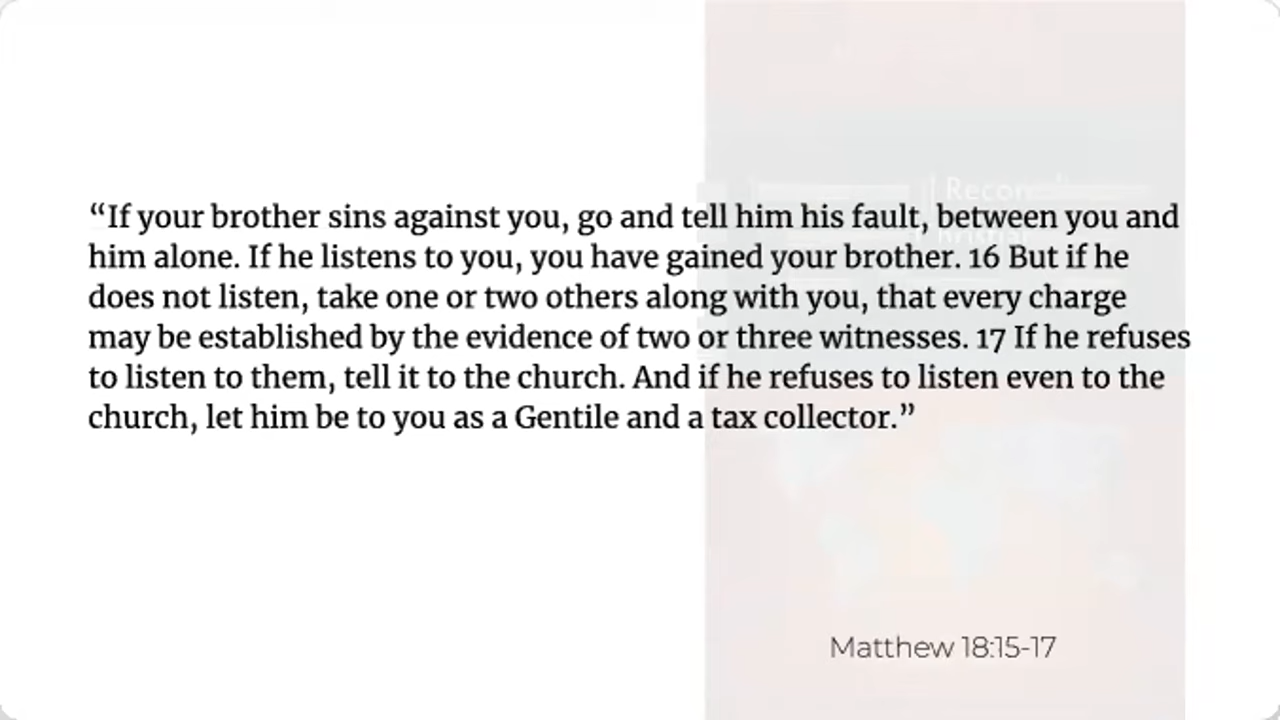 “If your brother sins against you, go and tell him his fault, between you and
him alone. If he listens to you, you have gained your brother. 16 But if he
does not listen, take one or two others along with you, that every charge
may be established by the evidence of two or three witnesses. 17 If he refuses
to listen to them, tell it to the church. And if he refuses to listen even to the
church, let him be to you as a Gentile and a tax collector.”
Matthew 18:15-17